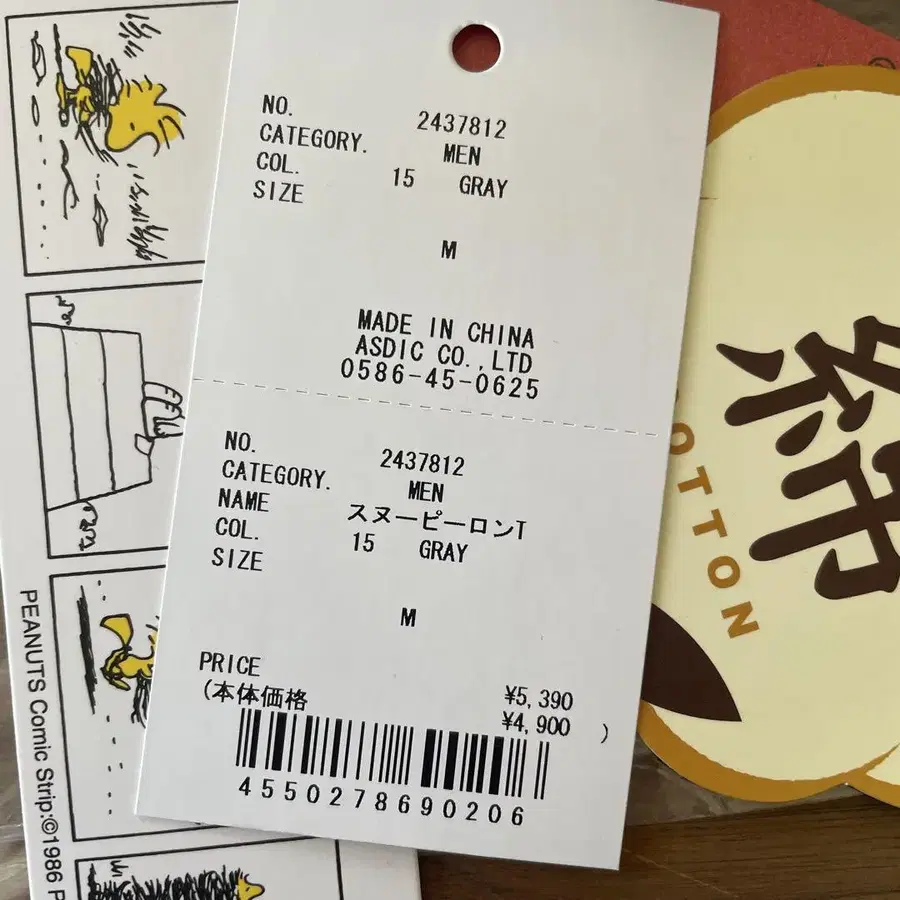 NO. 2437812
CATEGORY. MEN
COL. 15 GRAY
SIZE
M
MADE IN CHINA
ASDIC CO.,LTD
0586-45-0625
NO. 2437812
CATEGORY. MEN
NAME スヌーピーロンT
COL. 15 GRAY
SIZE
M
PRICE ¥5,390
(本体価格 ¥4,900 )
4550278690206
PEANUTS Comic Strip:©1986 P
OTTON